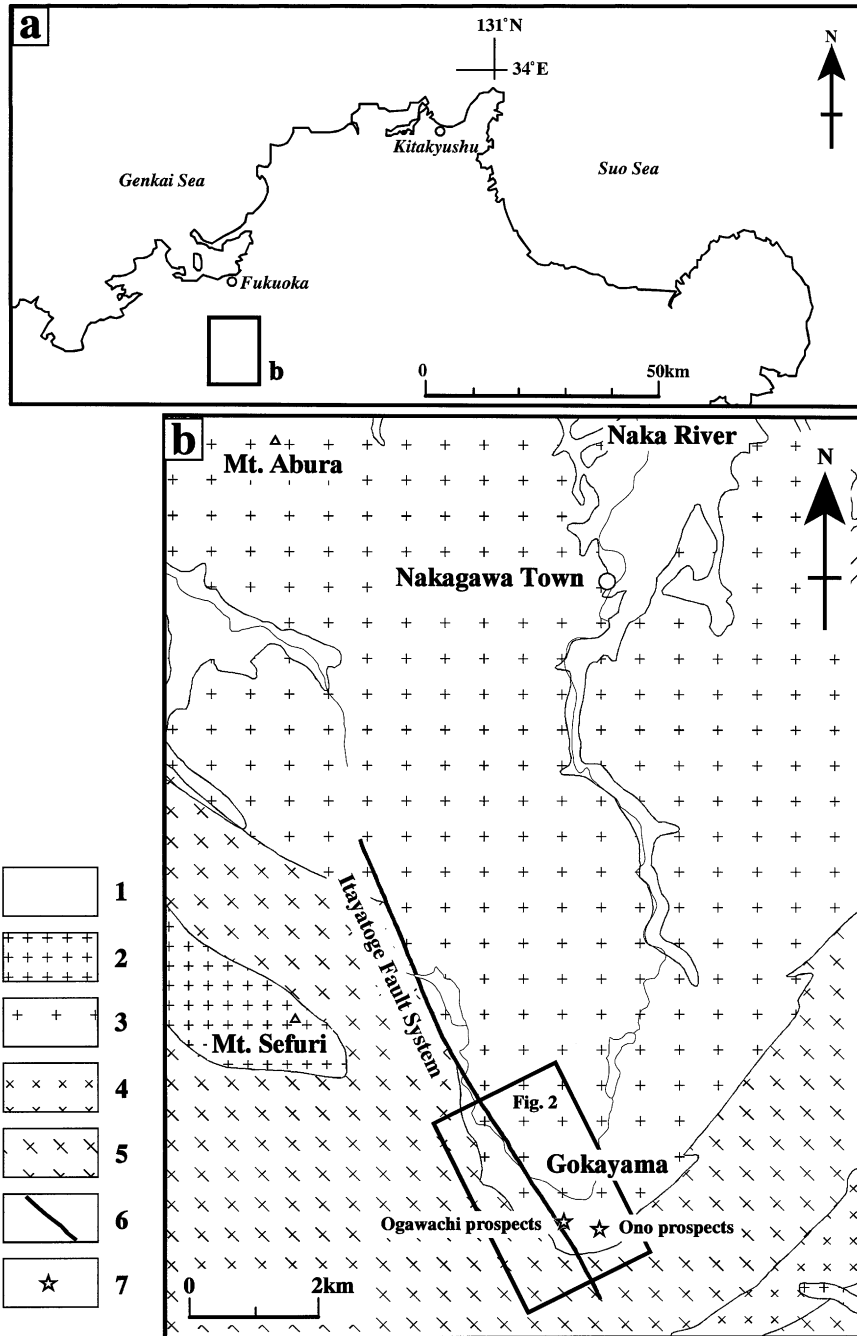 a
131°N
34°E
N
Kitakyushu
Genkai Sea
Suo Sea
Fukuoka
b
0
50km
b
Mt. Abura
Naka River
N
Nakagawa Town
Itayatoge Fault System
Mt. Sefuri
Fig. 2
Gokayama
Ogawachi prospects
Ono prospects
0
2km
1
2
3
4
5
6
7